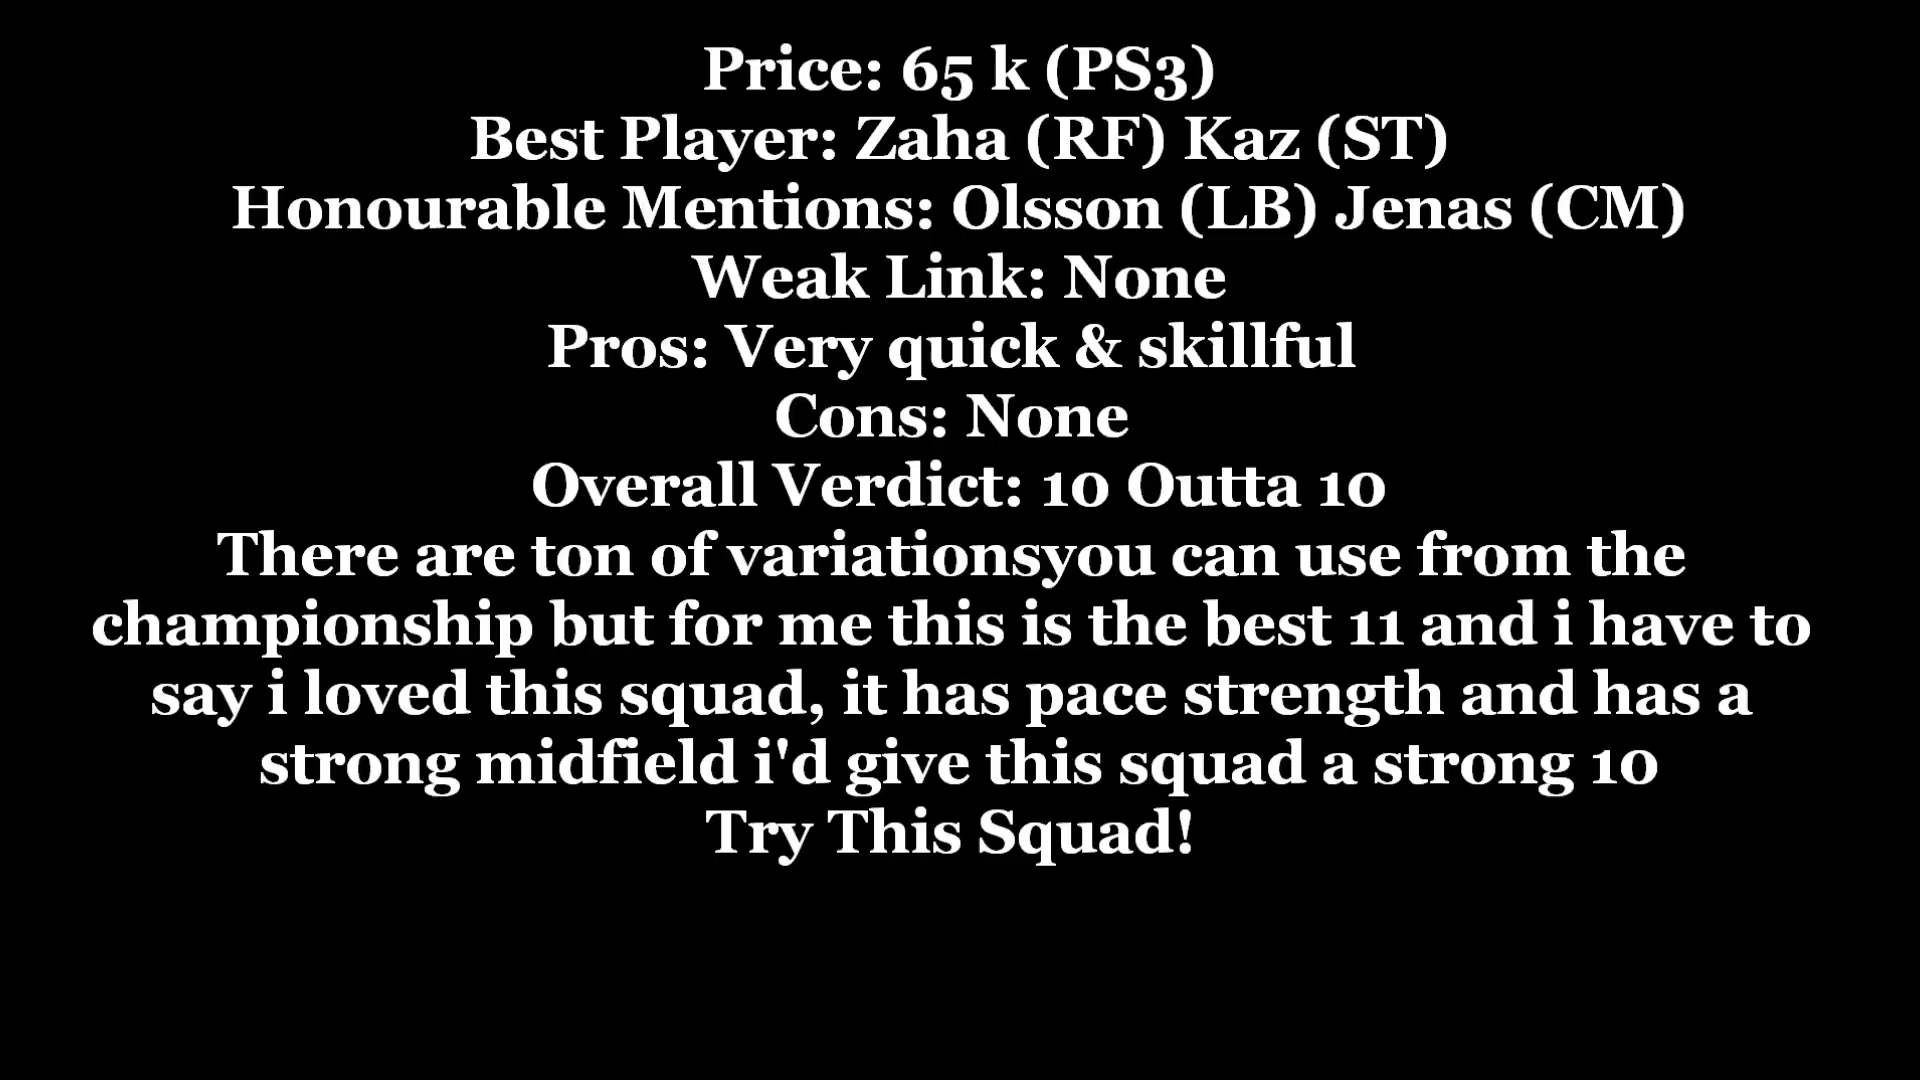 Price: 65 k (PS3)
Best Player: Zaha (RF) Kaz (ST)
Honourable Mentions: Olsson (LB) Jenas (CM)
Weak Link: None
Pros: Very quick & skillful
Cons: None
Overall Verdict: 10 Outta 10
There are ton of variationsyou can use from the
championship but for me this is the best 11 and i have to
say i loved this squad, it has pace strength and has a
strong midfield i'd give this squad a strong 10
Try This Squad!